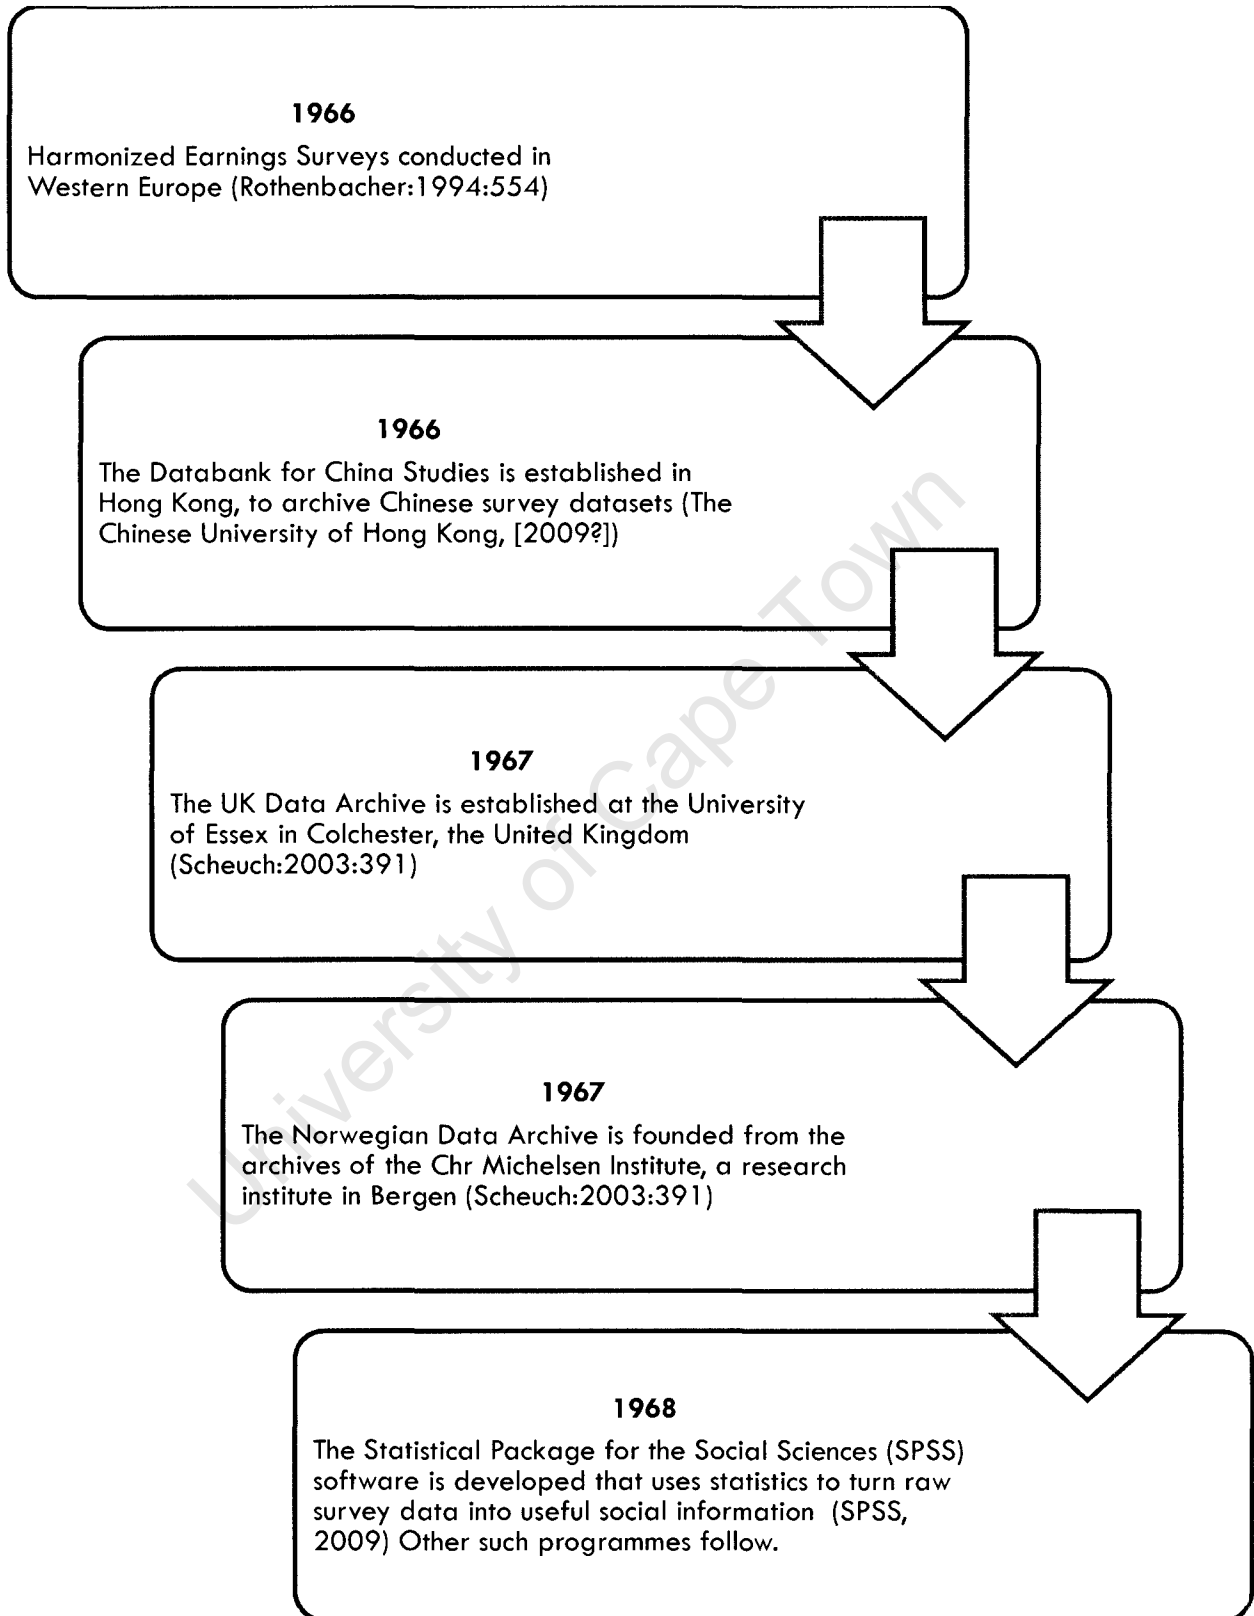 1966
Harmonized Earnings Surveys conducted in
Western Europe (Rothenbacher:1994:554)
1966
The Databank for China Studies is established in
Hong Kong, to archive Chinese survey datasets (The
Chinese University of Hong Kong, [2009?])
1967
The UK Data Archive is established at the University
of Essex in Colchester, the United Kingdom
(Scheuch:2003:391)
1967
The Norwegian Data Archive is founded from the
archives of the Chr Michelsen Institute, a research
institute in Bergen (Scheuch:2003:391)
1968
The Statistical Package for the Social Sciences (SPSS)
software is developed that uses statistics to turn raw
survey data into useful social information (SPSS,
2009) Other such programmes follow.
University of Cape Town